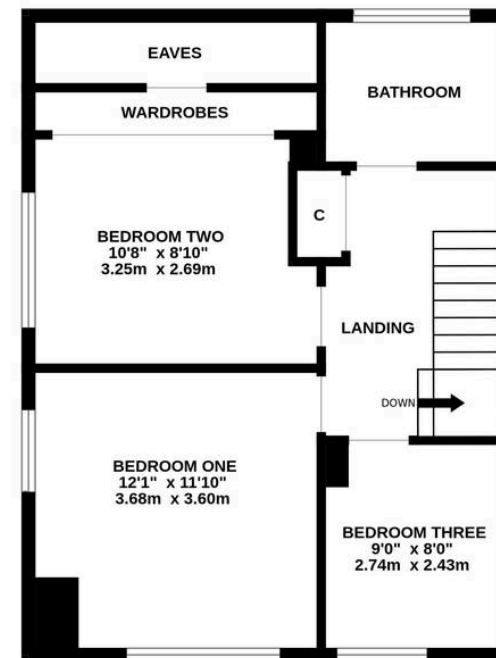 EAVES
WARDROBES
BATHROOM
C
BEDROOM TWO
10'8" x 8'10"
3.25m x 2.69m
LANDING
DOWN
BEDROOM ONE
12'1" x 11'10"
3.68m x 3.60m
BEDROOM THREE
9'0" x 8'0"
2.74m x 2.43m